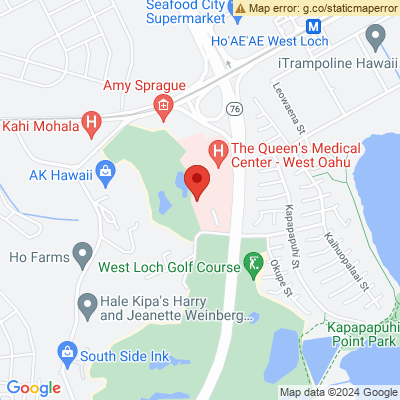 Map error: g.co/staticmaperror
Seafood City
Supermarket
Ho'AE'AE West Loch
M
iTrampoline Hawaii
Amy Sprague
Leowaena St
76
Kahi Mohala
H
H
The Queen's Medical
Center - West Oahu
AK Hawaii
Kapapapuhi St
Kaihuopalaai St
Ho Farms
West Loch Golf Course
Okupe St
Hale Kipa's Harry
and Jeanette Weinberg...
Kapapapuhi
Point Park
South Side Ink
Google
Map data ©2024 Google